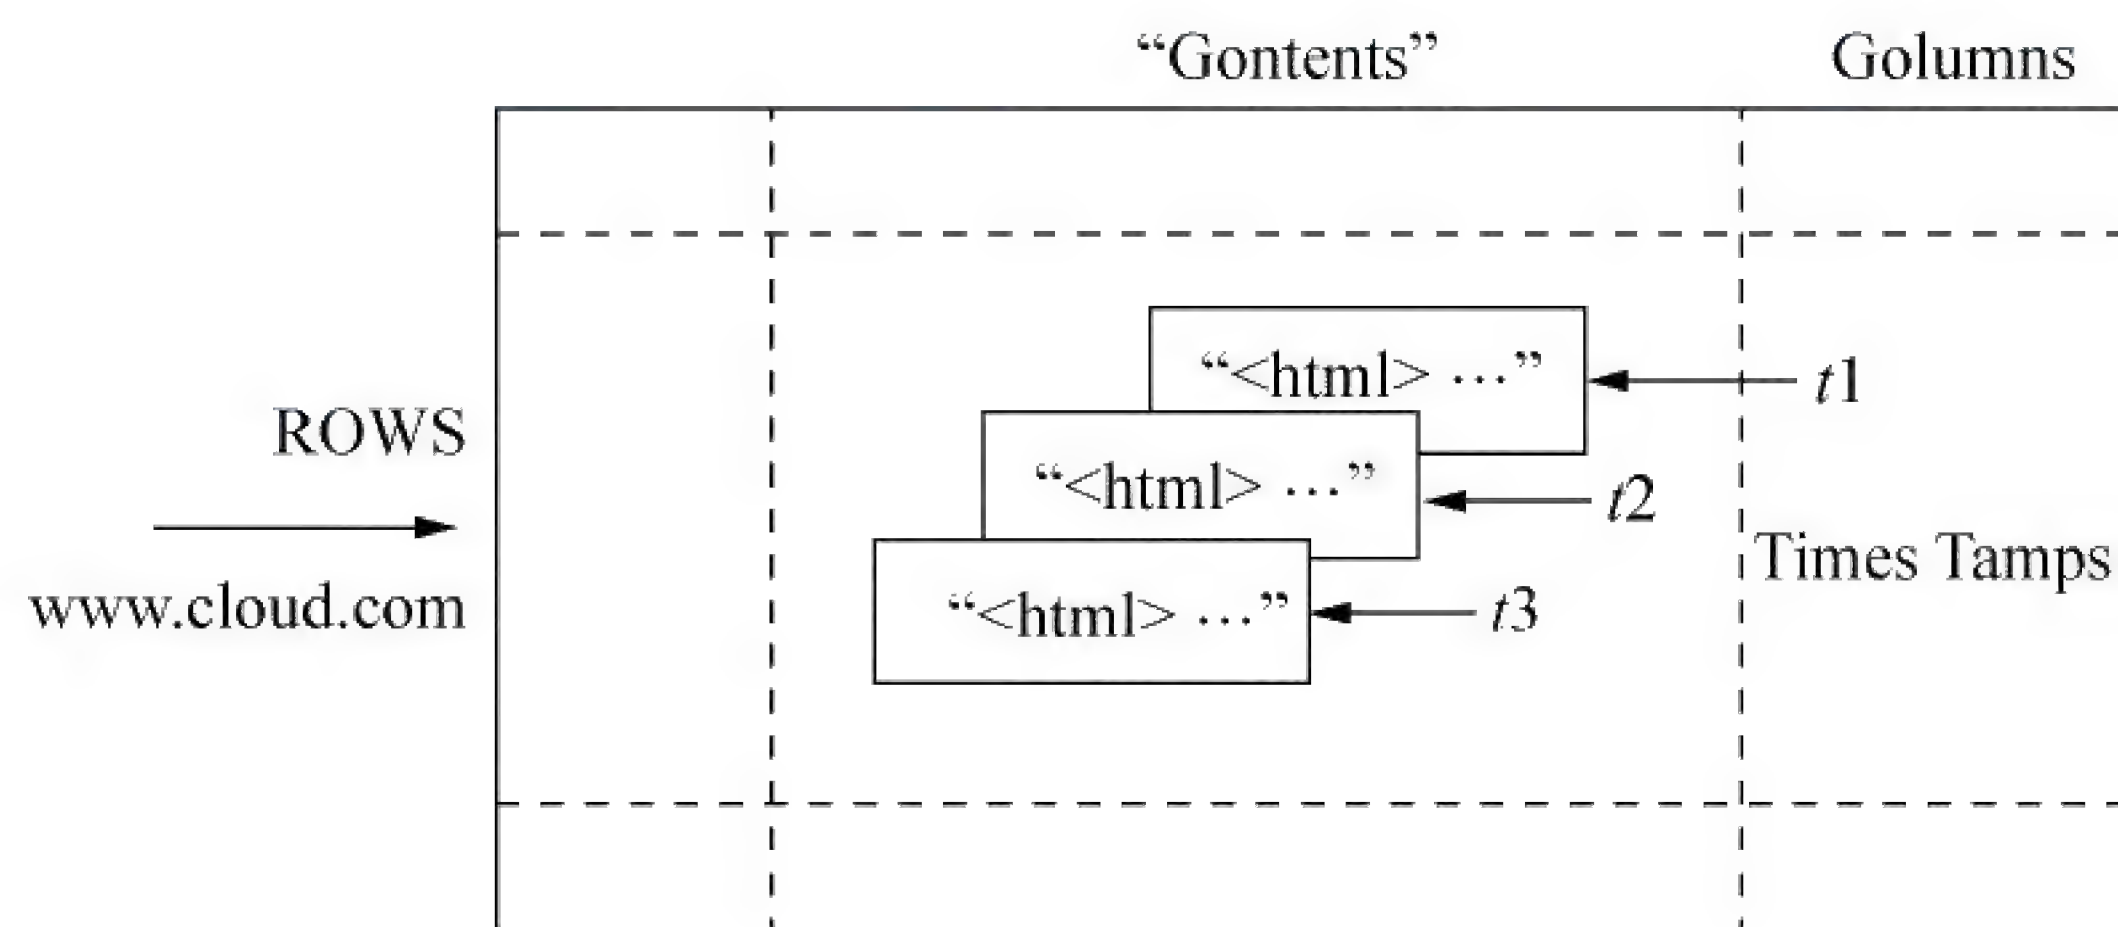 “Gontents” Golumns
“<html> …” t1
ROWS
“<html> …” t2
Times Tamps
www.cloud.com
“<html> …” t3